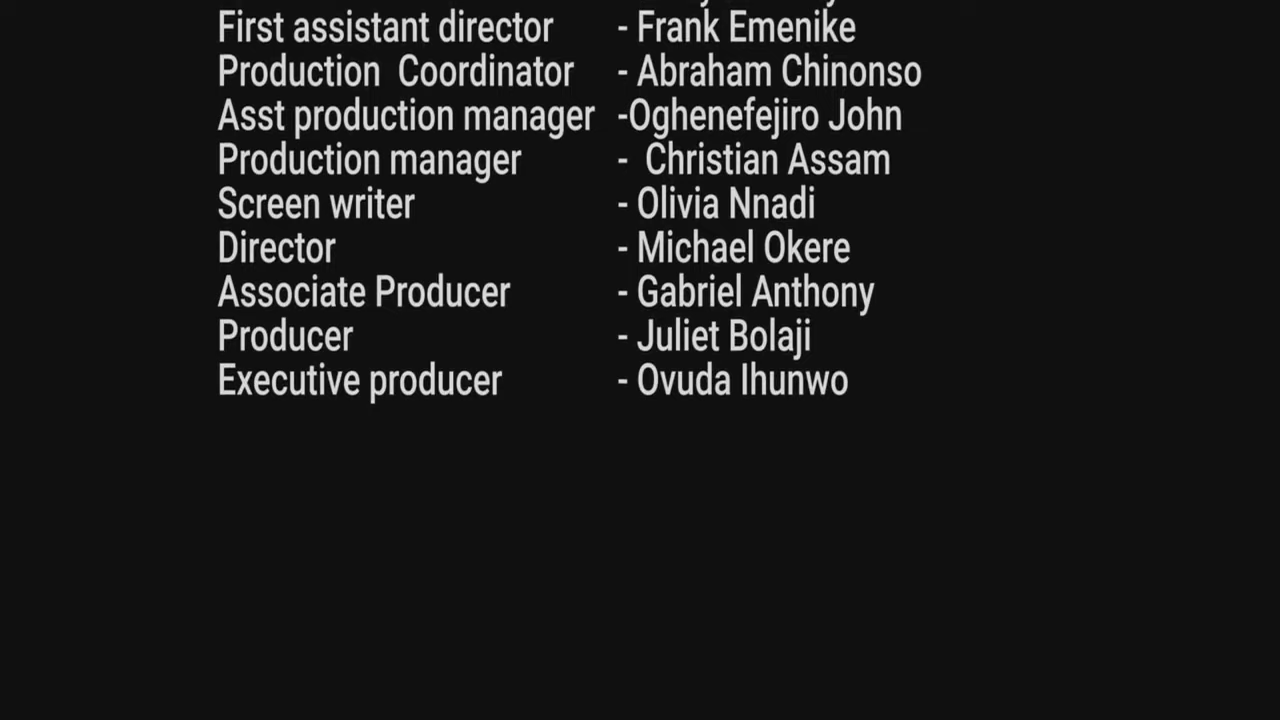 First assistant director - Frank Emenike
Production  Coordinator - Abraham Chinonso
Asst production manager -Oghenefejiro John
Production manager -  Christian Assam
Screen writer - Olivia Nnadi
Director - Michael Okere
Associate Producer - Gabriel Anthony
Producer - Juliet Bolaji
Executive producer - Ovuda Ihunwo